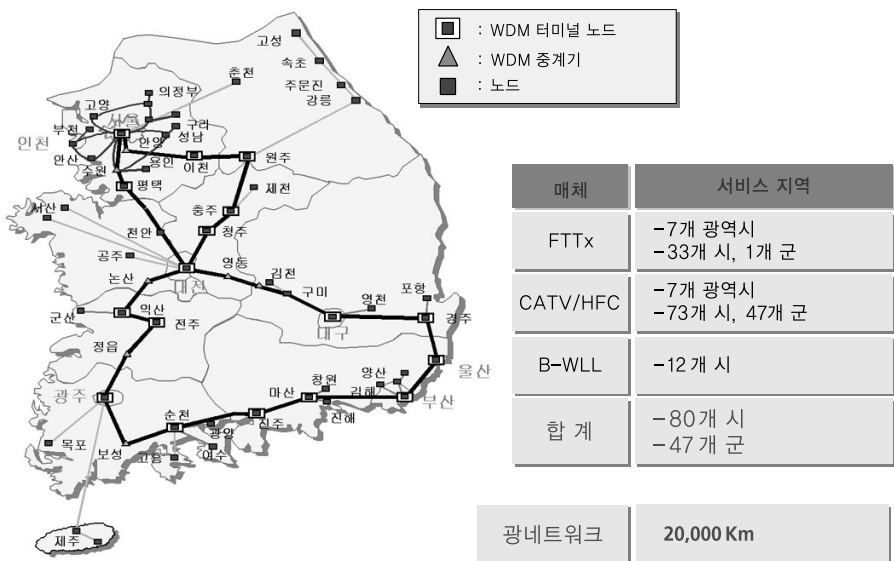 : WDM 터미널 노드
: WDM 중계기
: 노드
고성
속초
주문진
강릉
춘천
의정부
고양
서울
구리
부천
성남
인천
안양
안산
용인
수원
이천
원주
평택
제천
충주
서산
천안
청주
공주
영동
대전
김천
논산
구미
영천
포항
군산
익산
전주
대구
경주
정읍
울산
창원
양산
광주
마산
김해
부산
순천
진주
진해
광양
목포
보성
고흥
여수
제주
매체 서비스 지역
FTTx -7개 광역시
-33개 시, 1개 군
CATV/HFC -7개 광역시
-73개 시, 47개 군
B-WLL -12개 시
합 계 -80개 시
-47개 군
광네트워크 20,000 Km